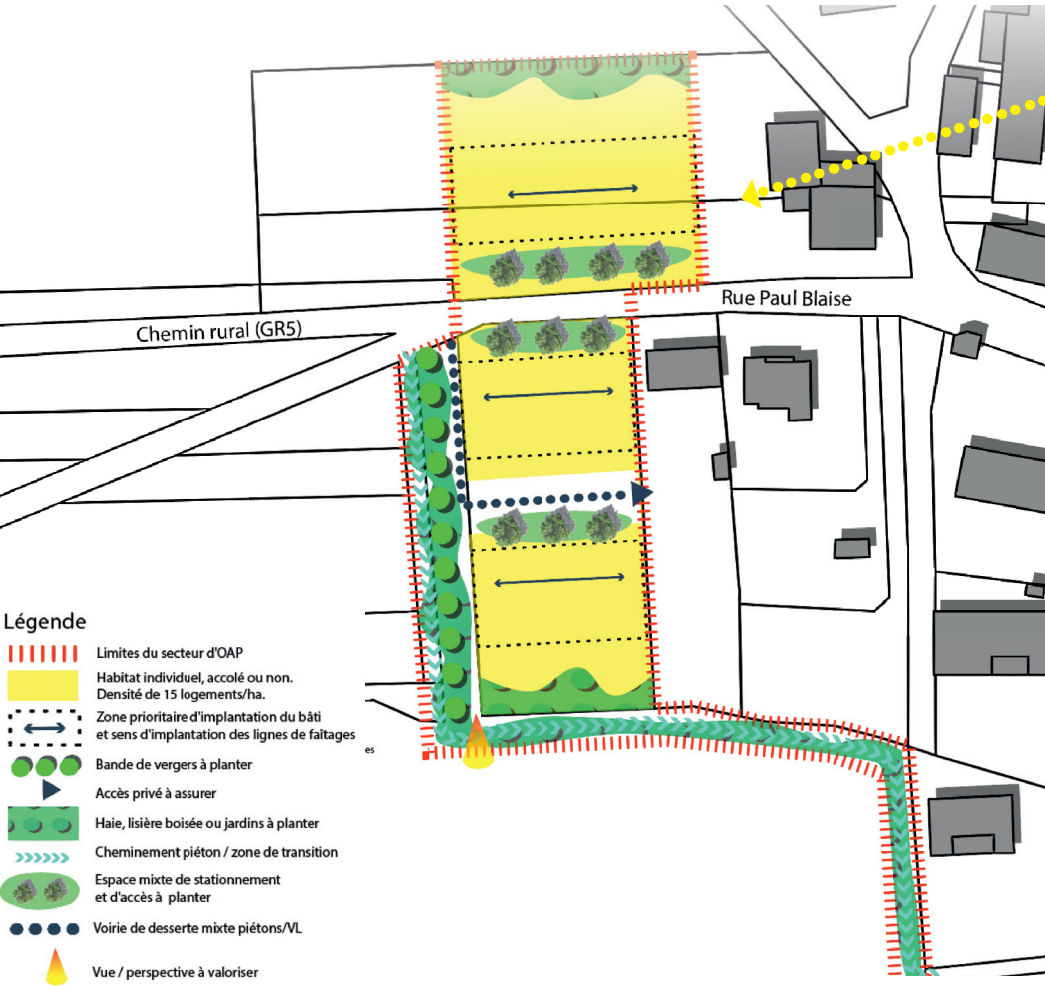 Rue Paul Blaise
Chemin rural (GR5)
Légende
Limites du secteur d'OAP
Habitat individuel, accolé ou non.
Densité de 15 logements/ha.
Zone prioritaire d'implantation du bâti
et sens d'implantation des lignes de faîtages
es
Bande de vergers à planter
Accès privé à assurer
Haie, lisière boisée ou jardins à planter
Cheminement piéton / zone de transition
Espace mixte de stationnement
et d'accès à planter
Voirie de desserte mixte piétons/VL
Vue / perspective à valoriser